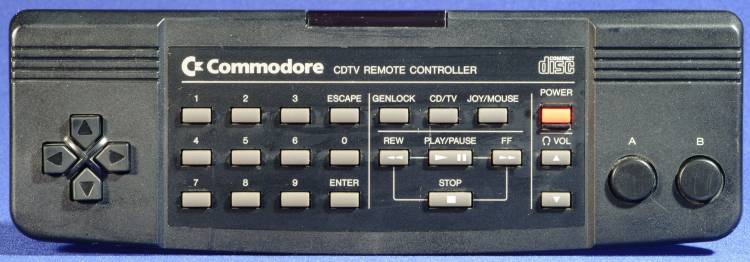 Commodore CDTV REMOTE CONTROLLER COMPACT disc
POWER
1 2 3 ESCAPE GENLOCK CD/TV JOY/MOUSE
4 5 6 0 REW PLAY/PAUSE FF VOL A B
7 8 9 ENTER STOP